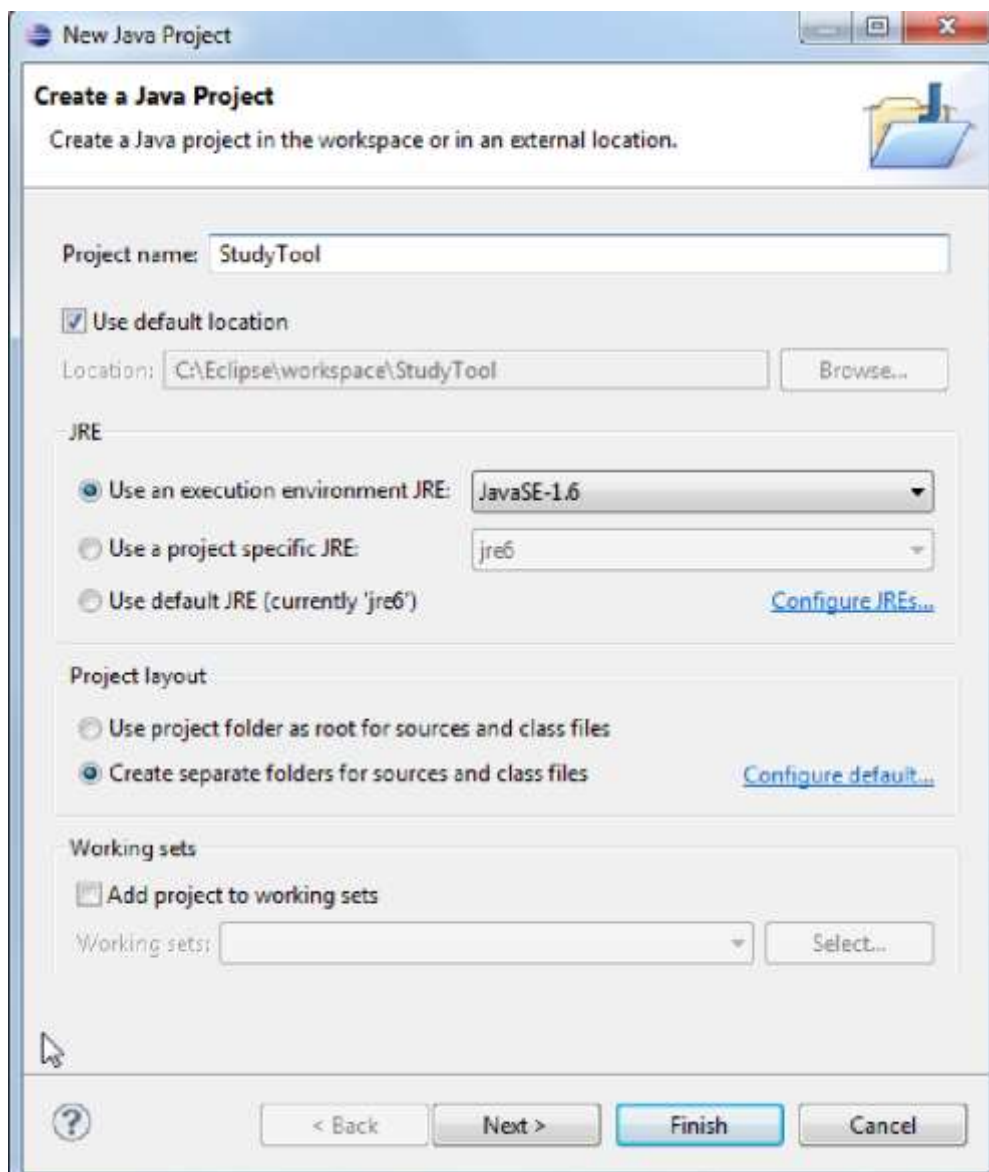 New Java Project
Create a Java Project
Create a Java project in the workspace or in an external location.
Project name: StudyTool
Use default location
Location: C:\Eclipse\workspace\StudyTool Browse...
JRE
Use an execution environment JRE: JavaSE-1.6
Use a project specific JRE: jre6
Use default JRE (currently 'jre6') Configure JREs...
Project layout
Use project folder as root for sources and class files
Create separate folders for sources and class files Configure default...
Working sets
Add project to working sets
Working sets: Select...
? < Back Next > Finish Cancel